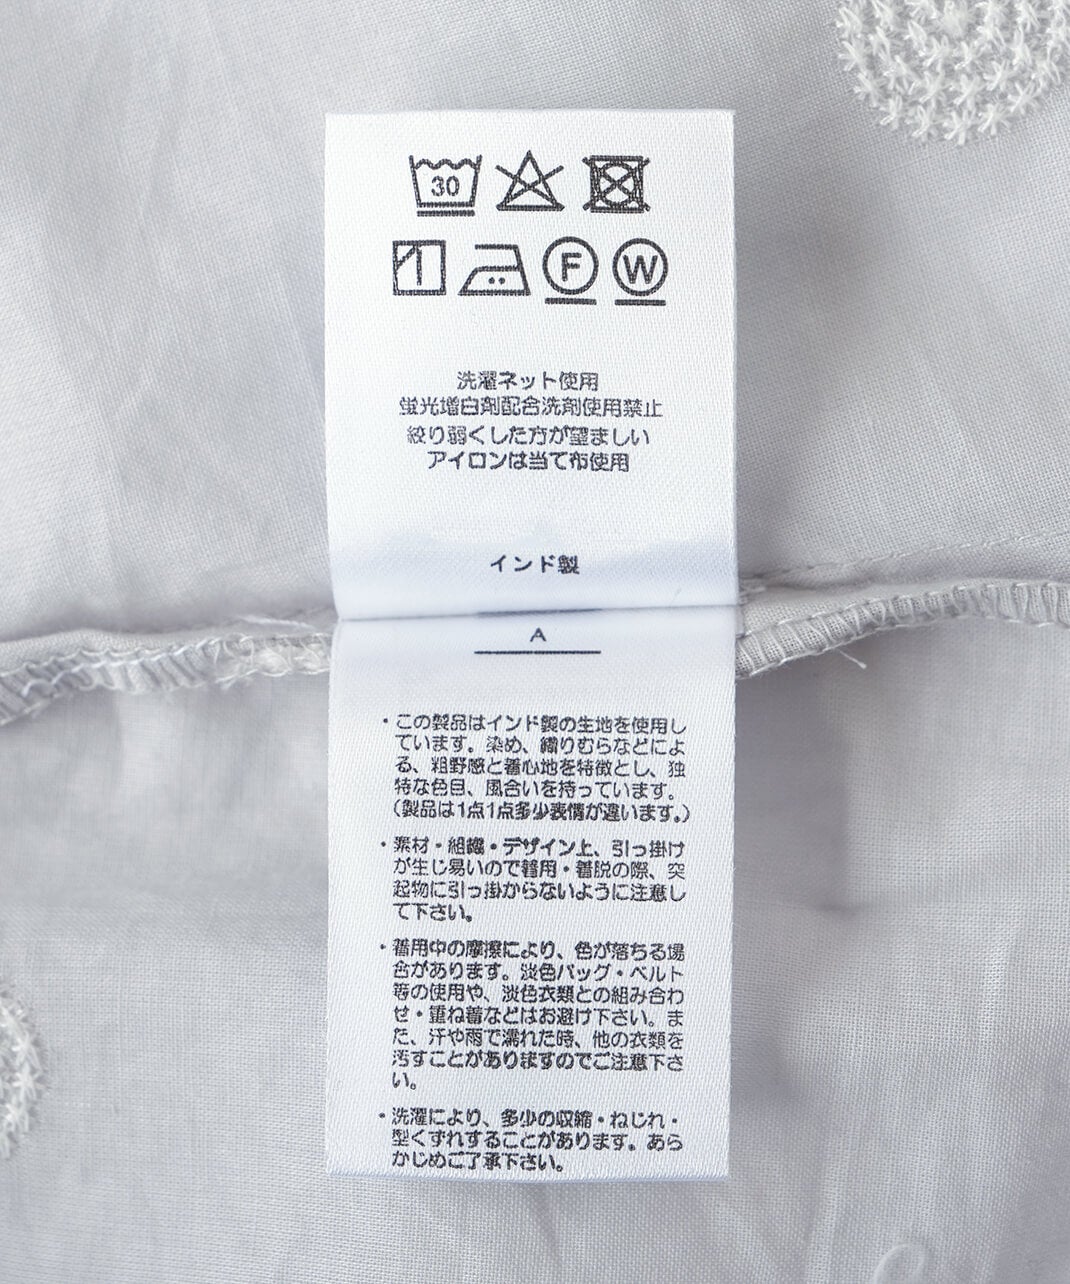 30
F W
洗濯ネット使用
蛍光増白剤配合洗剤使用禁止
絞り弱くした方が望ましい
アイロンは当て布使用
インド製
A
・この製品はインド製の生地を使用し
ています。染め、織りむらなどによ
る、粗野感と着心地を特徴とし、独
特な色目、風合いを持っています。
(製品は1点1点多少表情が違います。)
・素材・組織・デザイン上、引っ掛け
が生じ易いので着用・着脱の際、突
起物に引っ掛からないように注意し
て下さい。
・着用中の摩擦により、色が落ちる場
合があります。淡色バッグ・ベルト
等の使用や、淡色衣類との組み合わ
せ・重ね着などはお避け下さい。ま
た、汗や雨で濡れた時、他の衣類を
汚すことがありますのでご注意下さ
い。
・洗濯により、多少の収縮・ねじれ・
型くずれすることがあります。あら
かじめご了承下さい。